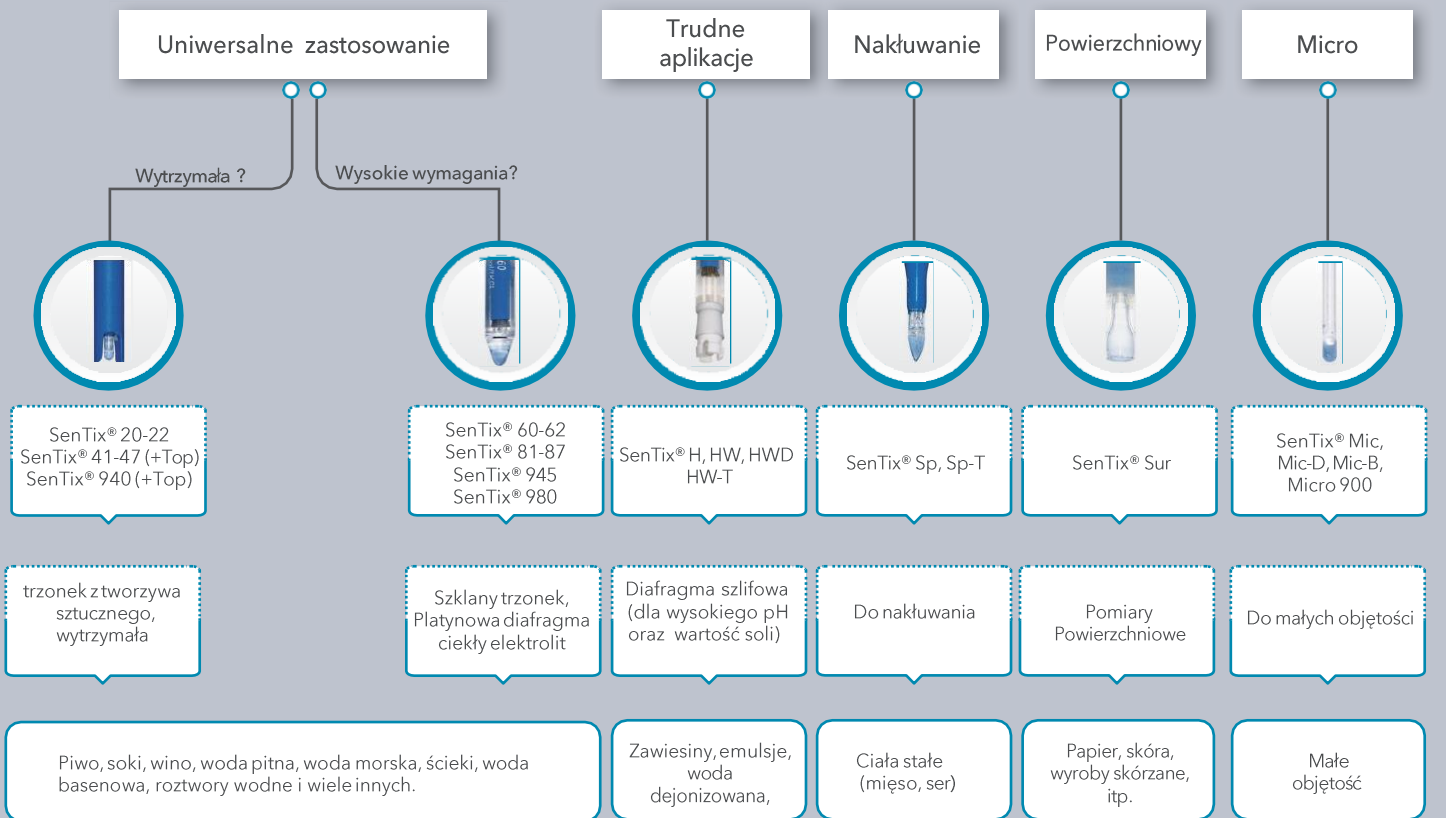 Uniwersalne zastosowanie
Trudne
aplikacje
Nakłuwanie
Powierzchniowy
Micro
Wytrzymała ?
Wysokie wymagania?
60
SenTix® 20-22
SenTix® 41-47 (+Top)
SenTix® 940 (+Top)
SenTix® 60-62
SenTix® 81-87
SenTix® 945
SenTix® 980
SenTix® H, HW, HWD
HW-T
SenTix® Sp, Sp-T
SenTix® Sur
SenTix® Mic,
Mic-D, Mic-B,
Micro 900
trzonek z tworzywa
sztucznego,
wytrzymała
Szklany trzonek,
Platynowa diafragma
ciekły elektrolit
Diafragma szlifowa
(dla wysokiego pH
oraz wartość soli)
Do nakłuwania
Pomiary
Powierzchniowe
Do małych objętości
Piwo, soki, wino, woda pitna, woda morska, ścieki, woda
basenowa, roztwory wodne i wiele innych.
Zawiesiny, emulsje,
woda
dejonizowana,
Ciała stałe
(mięso, ser)
Papier, skóra,
wyroby skórzane,
itp.
Małe
objętość